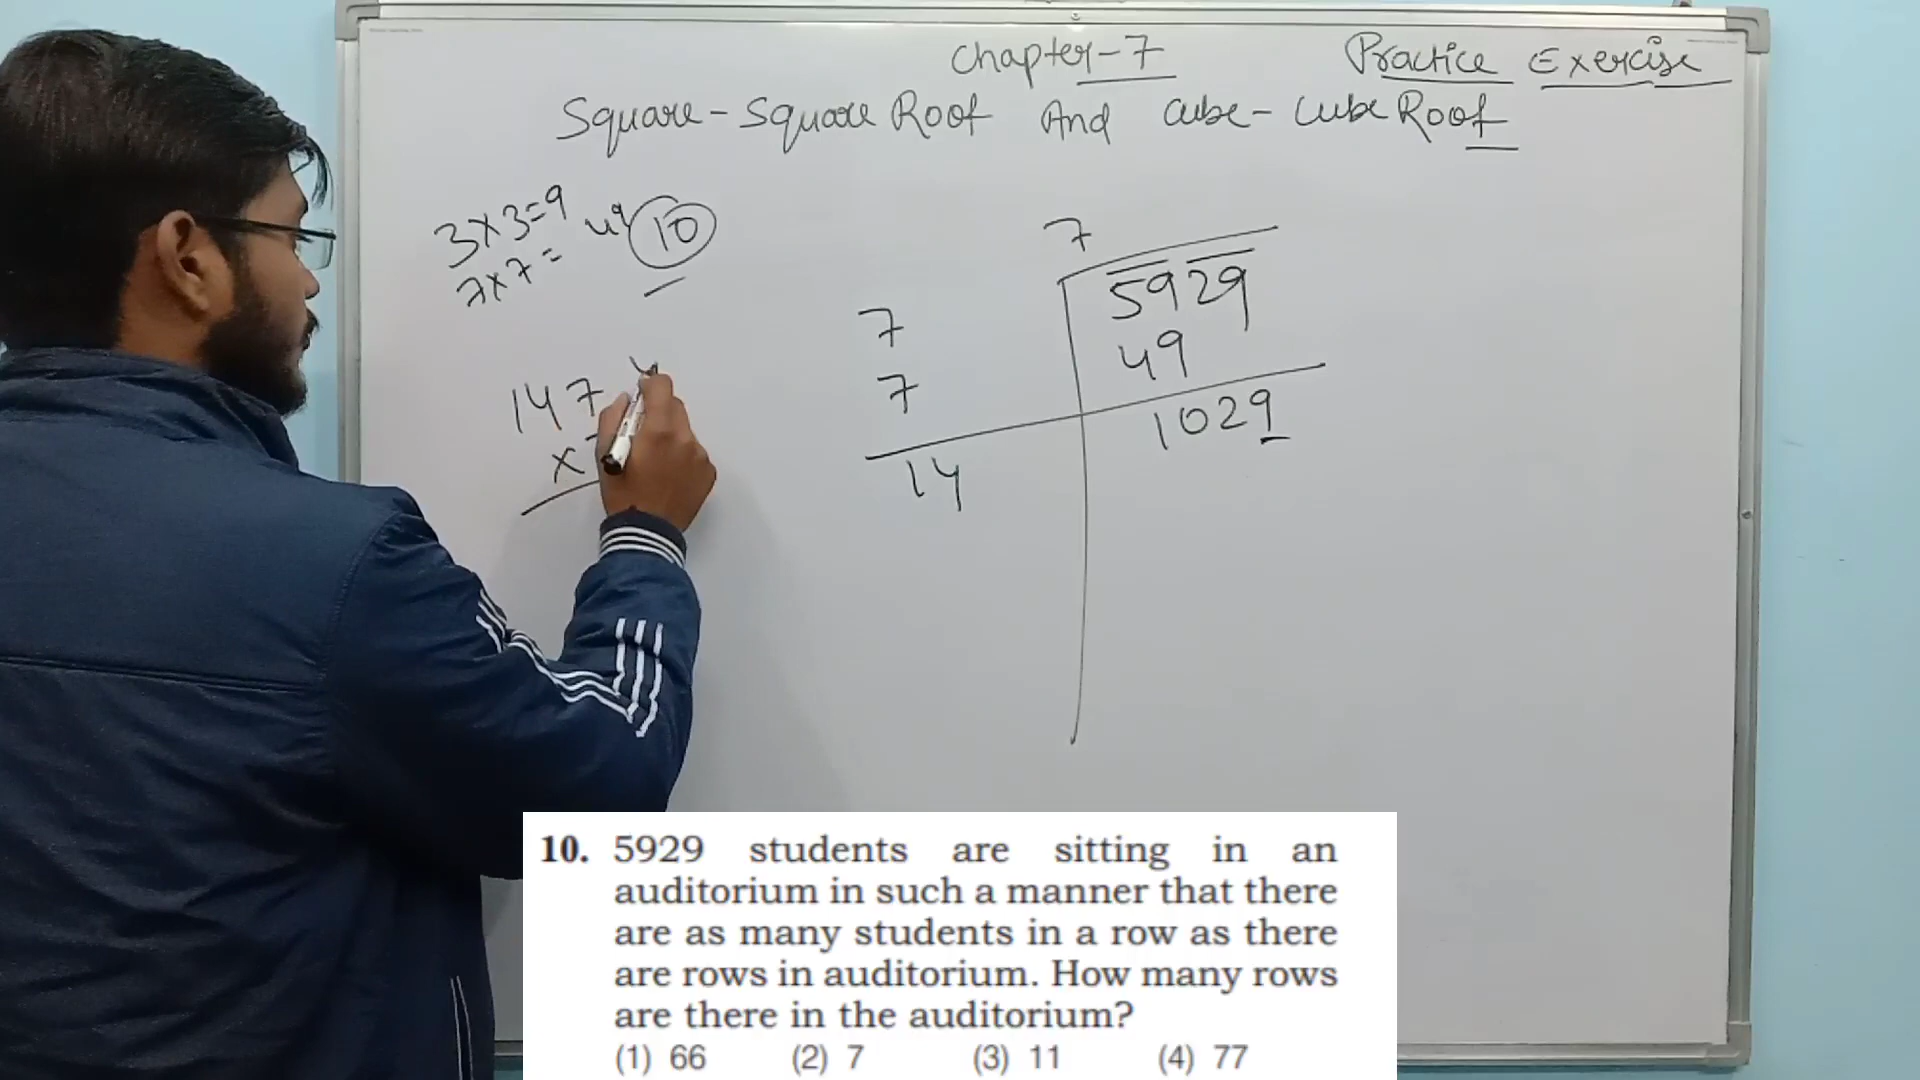 Chapter-7
Practice Exercise
Square-Square Root And Cube-Cube Root
3x3=9
7x7=49
10
7
5929
7
49
7
1029
14
147
x
10. 5929 students are sitting in an
auditorium in such a manner that there
are as many students in a row as there
are rows in auditorium. How many rows
are there in the auditorium?
(1) 66 (2) 7 (3) 11 (4) 77